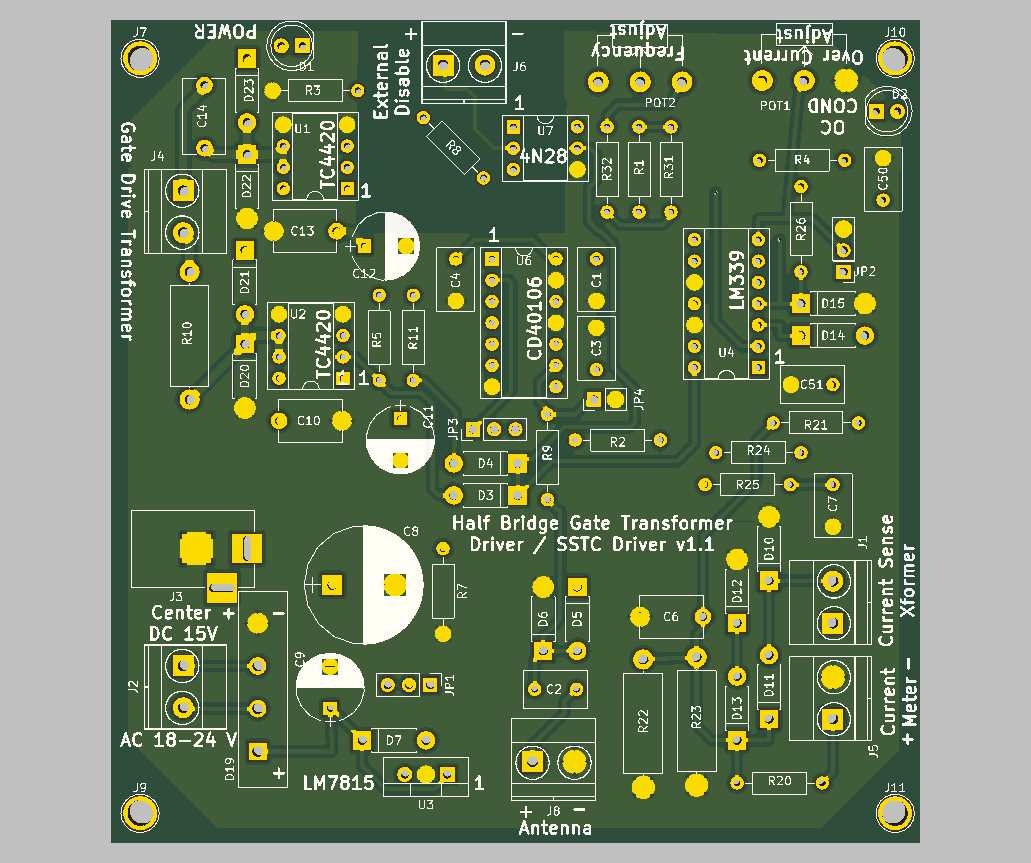 J7
POWER
D1
+
-
J6
External
Disable
1
Frequency
Adjust
POT2
Over Current
Adjust
POT1
J10
D2
OC
COND
D23
R3
C14
Gate Drive Transformer
J4
D22
U1
TC4420
1
R8
U7
4N28
R32
R1
R31
R4
C50
R26
JP2
C13
C12
D21
R10
D20
U2
TC4420
1
C10
R5
R11
C11
C4
1
U6
CD40106
C1
C3
LM339
U4
1
D15
D14
C51
JP4
JP3
R9
R2
D4
D3
R21
R24
R25
C7
Half Bridge Gate Transformer
Driver / SSTC Driver v1.1
J3
Center +
DC 15V
C8
R7
D6
D5
C6
D12
D10
J1
Current Sense
Xformer
J2
AC 18-24 V
D19
-
+
C9
JP1
D7
LM7815
U3
1
C2
R22
R23
D13
D11
Current
+ Meter -
J5
R20
J9
+
J8
-
Antenna
J11